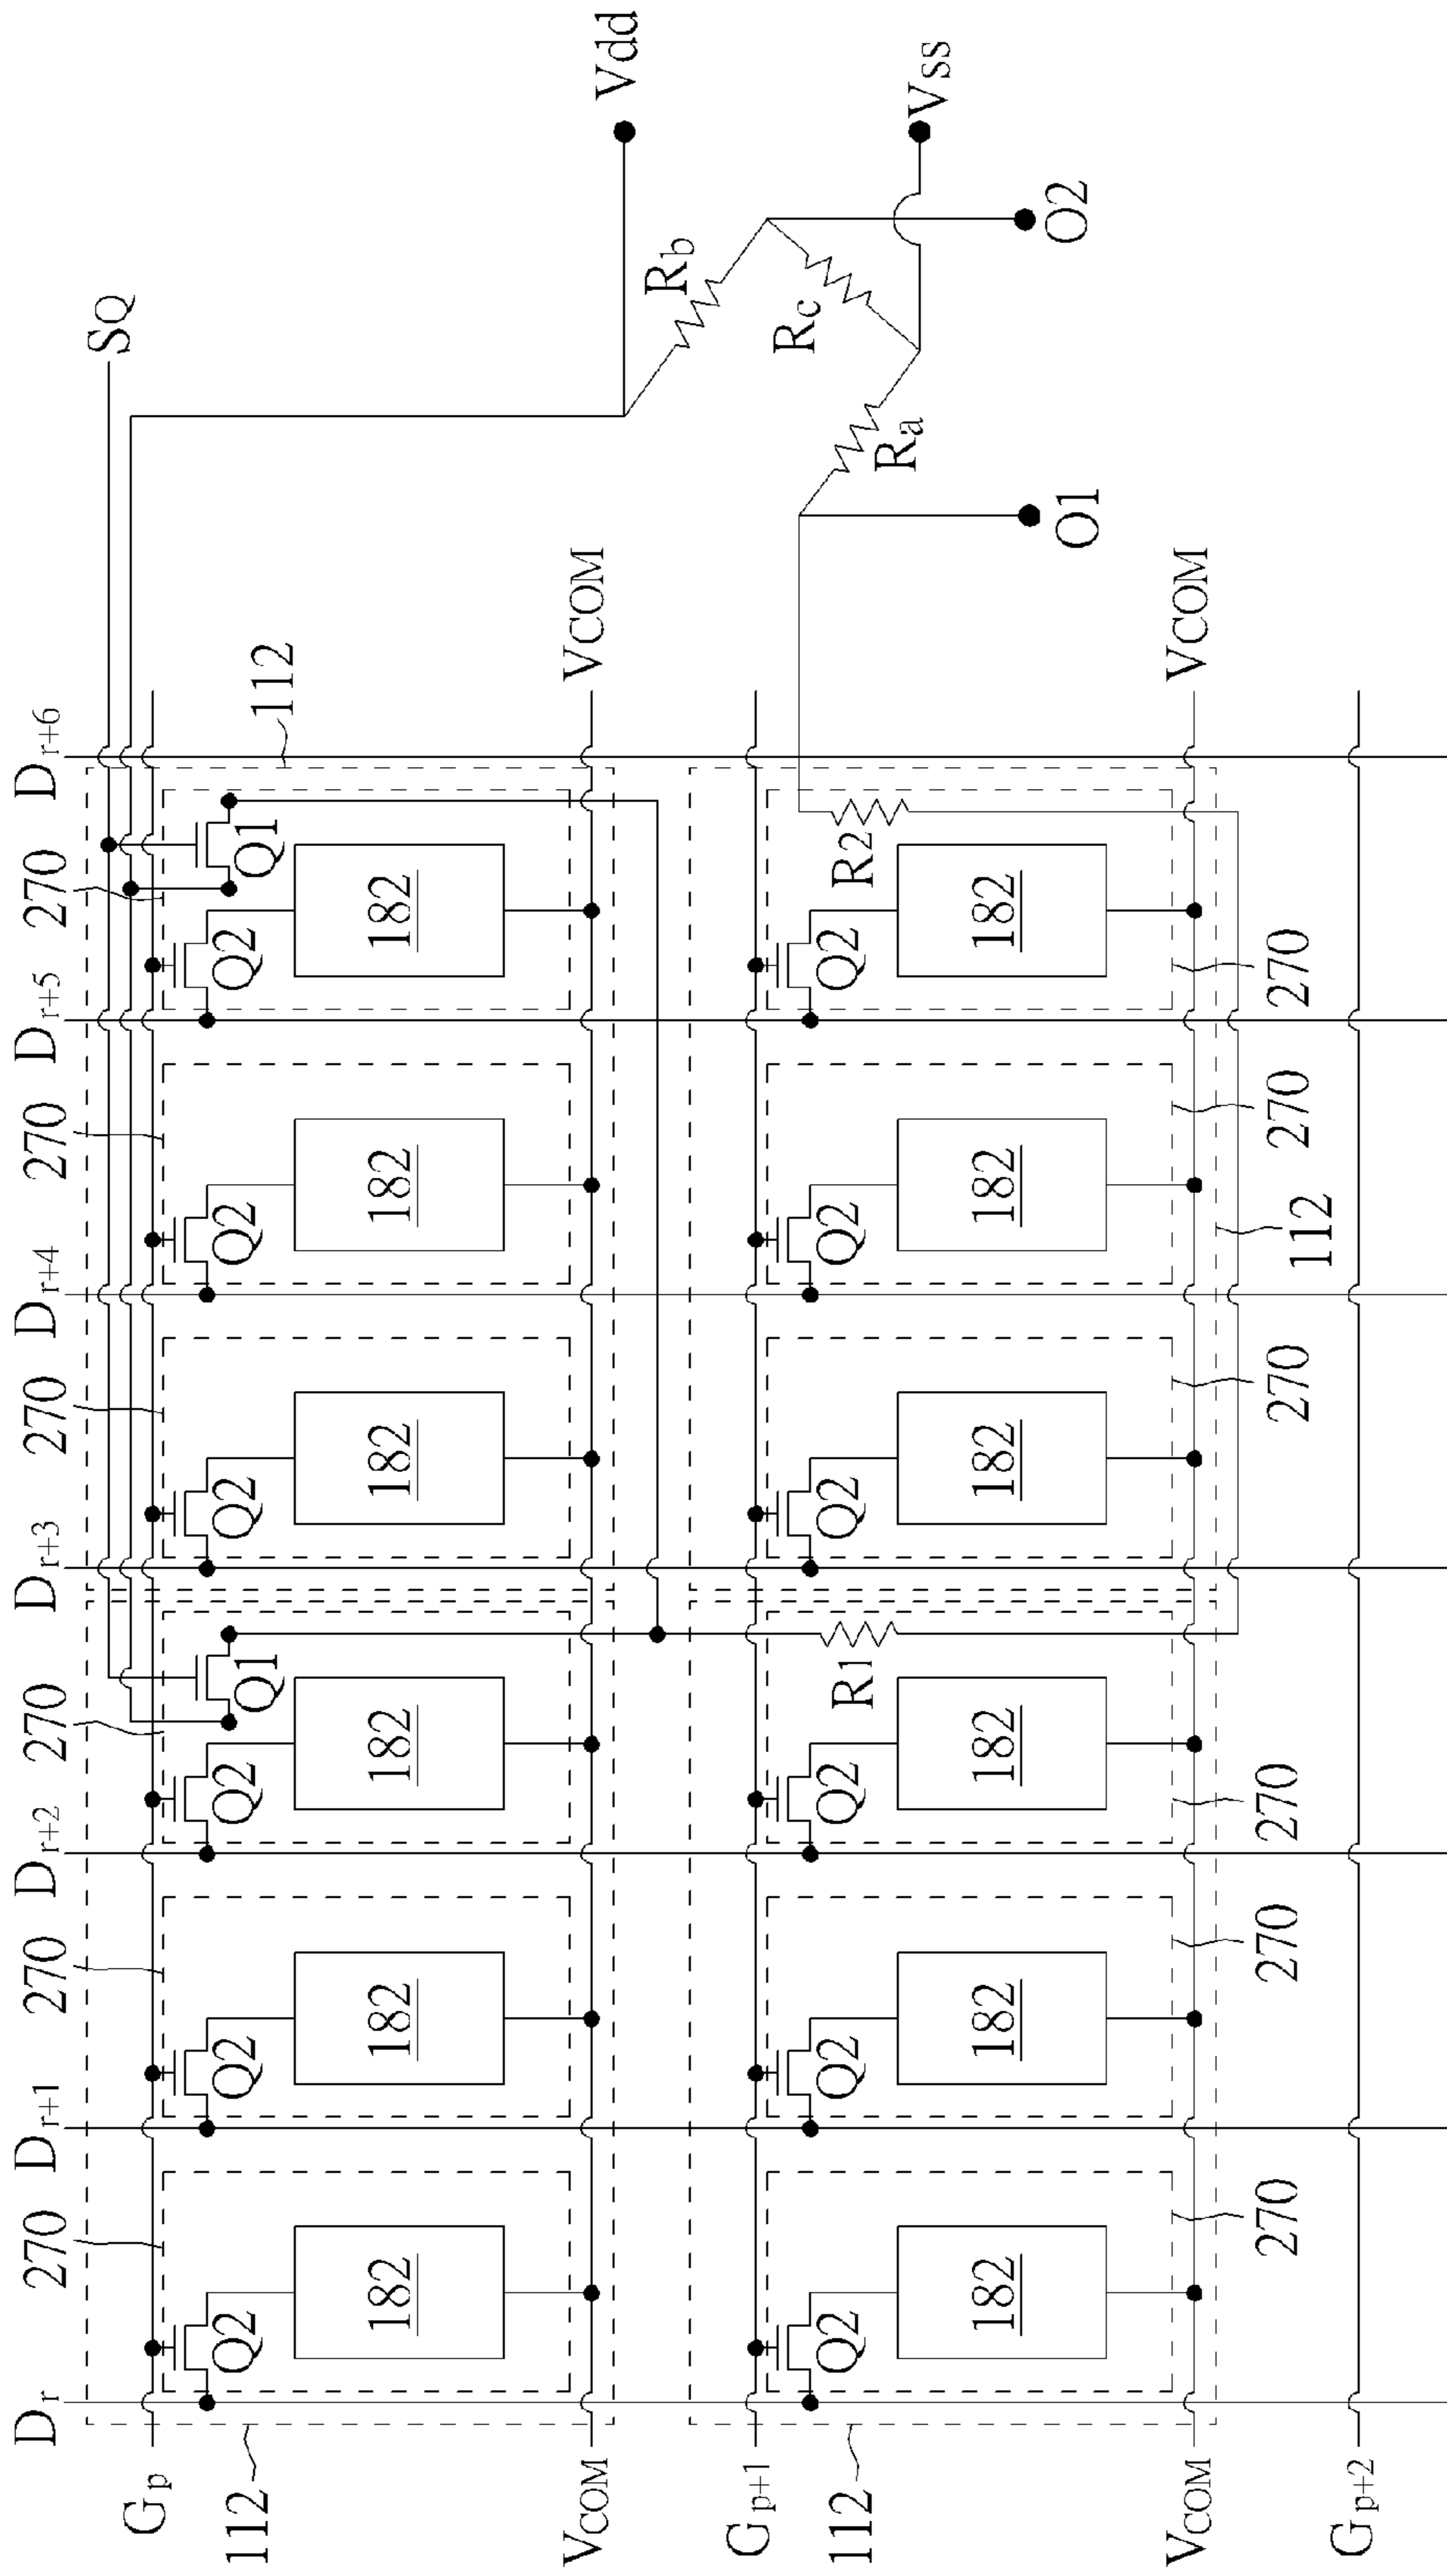 Dr 270 Dr+1 270 Dr+2 270 Dr+3 270 Dr+4 270 Dr+5 270 Dr+6
SQ
Gp
112 Q2 Q2 Q2 Q1 Q2 Q2 Q2 Q1 112
182 182 182 182 182 182
VCOM VCOM Vdd
Rb
Gp+1 Rc
112 Q2 Q2 Q2 R1 Q2 Q2 Q2 R2 Ra Vss
182 182 182 182 182 182
O1 O2
VCOM VCOM
270 270 270 270 270 270
112
Gp+2